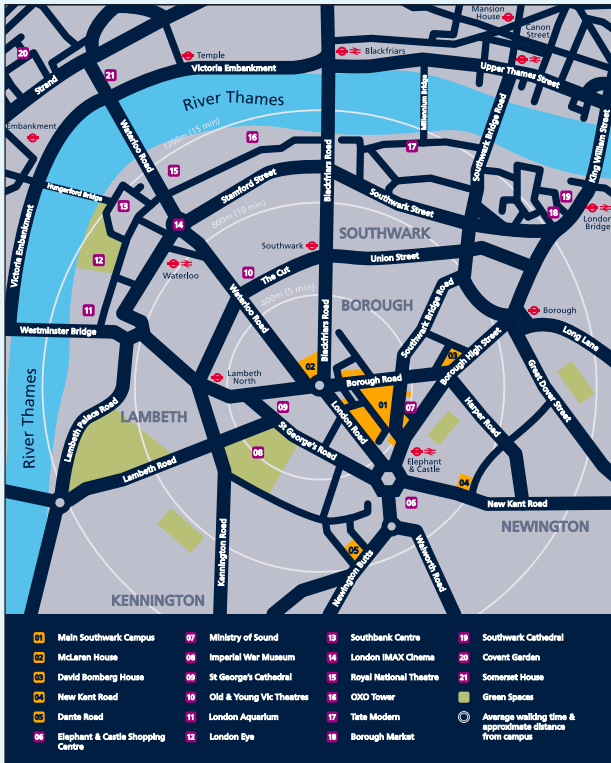 Mansion
House
Canon
Street
20
Temple
Blackfriars
Strand
21
Victoria Embankment
Upper Thames Street
River Thames
Millennium Bridge
Embankment
Waterloo Road
1200m (15 min)
16
17
Southwark Bridge Road
King William Street
15
Stamford Street
Blackfriars Road
Hungerford Bridge
13
Southwark Street
19
18
London
Bridge
800m (10 min)
14
SOUTHWARK
Victoria Embankment
Southwark
12
Waterloo
10
The Cut
Union Street
400m (5 min)
Waterloo Road
BOROUGH
Southwark Bridge Road
11
Borough
Westminster Bridge
Blackfriars Road
Long Lane
03
Borough High Street
02
Lambeth
North
Borough Road
Great Dover Street
River Thames
Lambeth Palace Road
LAMBETH
09
01
07
London Road
Harper Road
St George's Road
08
Elephant
& Castle
Lambeth Road
04
06
New Kent Road
NEWINGTON
Kennington Road
05
Newington Butts
Walworth Road
KENNINGTON
01 Main Southwark Campus
02 McLaren House
03 David Bomberg House
04 New Kent Road
05 Dante Road
06 Elephant & Castle Shopping
Centre
07 Ministry of Sound
08 Imperial War Museum
09 St George's Cathedral
10 Old & Young Vic Theatres
11 London Aquarium
12 London Eye
13 Southbank Centre
14 London IMAX Cinema
15 Royal National Theatre
16 OXO Tower
17 Tate Modern
18 Borough Market
19 Southwark Cathedral
20 Covent Garden
21 Somerset House
Green Spaces
Average walking time &
approximate distance
from campus